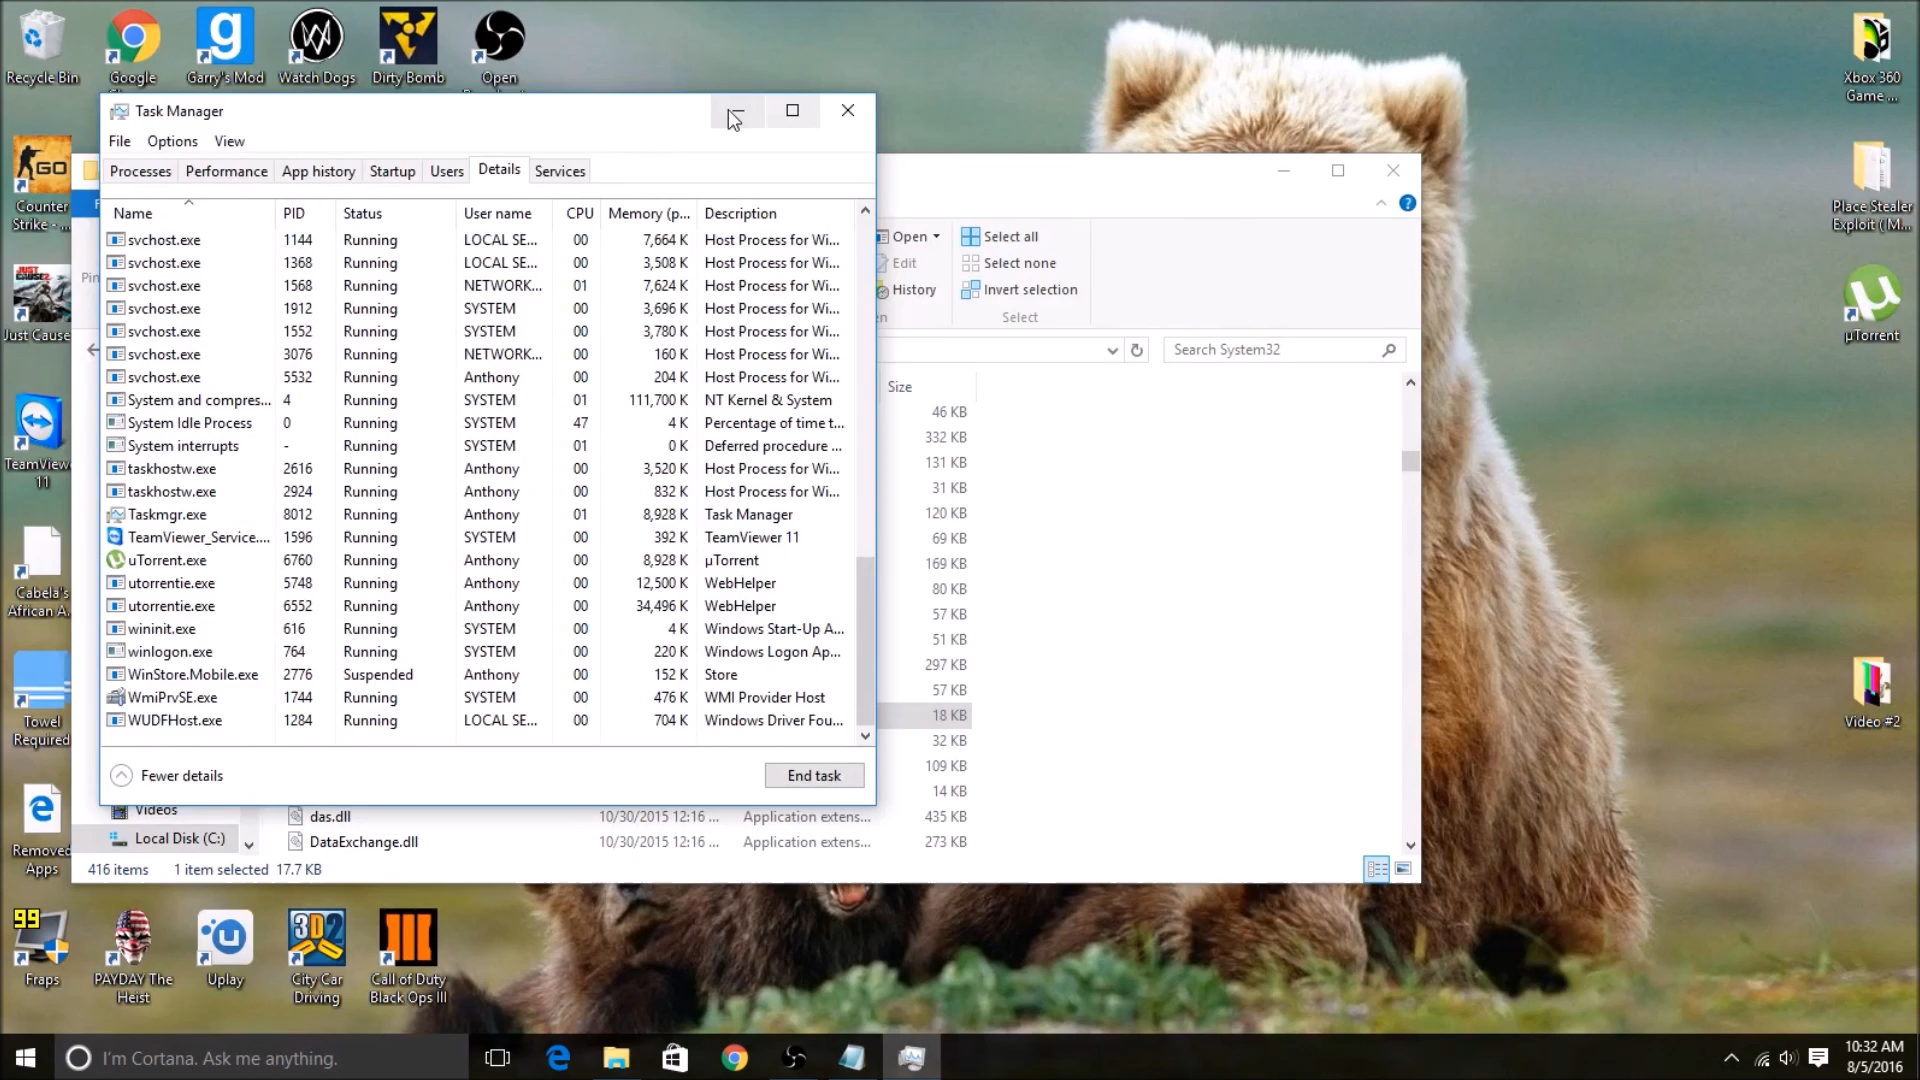 Recycle Bin
Google
Garry's Mod
Watch Dogs
Dirty Bomb
Open
Xbox 360
Game ...
Counter
Strike - ...
Place Stealer
Exploit (M...
Just Cause
µTorrent
TeamView
11
Cabela's
African A.
Towel
Required
Video #2
Removed
Apps
99
Fraps
PAYDAY The
Heist
Uplay
City Car
Driving
Call of Duty
Black Ops III
Task Manager
File Options View
Processes Performance App history Startup Users Details Services
Name PID Status User name CPU Memory (p... Description
svchost.exe 1144 Running LOCAL SE... 00 7,664 K Host Process for Wi...
svchost.exe 1368 Running LOCAL SE... 00 3,508 K Host Process for Wi...
svchost.exe 1568 Running NETWORK... 01 7,624 K Host Process for Wi...
svchost.exe 1912 Running SYSTEM 00 3,696 K Host Process for Wi...
svchost.exe 1552 Running SYSTEM 00 3,780 K Host Process for Wi...
svchost.exe 3076 Running NETWORK... 00 160 K Host Process for Wi...
svchost.exe 5532 Running Anthony 00 204 K Host Process for Wi...
System and compres... 4 Running SYSTEM 01 111,700 K NT Kernel & System
System Idle Process 0 Running SYSTEM 47 4 K Percentage of time t...
System interrupts - Running SYSTEM 01 0 K Deferred procedure ...
taskhostw.exe 2616 Running Anthony 00 3,520 K Host Process for Wi...
taskhostw.exe 2924 Running Anthony 00 832 K Host Process for Wi...
Taskmgr.exe 8012 Running Anthony 01 8,928 K Task Manager
TeamViewer_Service.... 1596 Running SYSTEM 00 392 K TeamViewer 11
uTorrent.exe 6760 Running Anthony 00 8,928 K µTorrent
utorrentie.exe 5748 Running Anthony 00 12,500 K WebHelper
utorrentie.exe 6552 Running Anthony 00 34,496 K WebHelper
wininit.exe 616 Running SYSTEM 00 4 K Windows Start-Up A...
winlogon.exe 764 Running SYSTEM 00 220 K Windows Logon Ap...
WinStore.Mobile.exe 2776 Suspended Anthony 00 152 K Store
WmiPrvSE.exe 1744 Running SYSTEM 00 476 K WMI Provider Host
WUDFHost.exe 1284 Running LOCAL SE... 00 704 K Windows Driver Fou...
Fewer details End task
Pin
Open Select all
Edit Select none
History Invert selection
en Select
Search System32
Size
46 KB
332 KB
131 KB
31 KB
120 KB
69 KB
169 KB
80 KB
57 KB
51 KB
297 KB
57 KB
18 KB
32 KB
109 KB
14 KB
Videos
das.dll 10/30/2015 12:16 ... Application extens... 435 KB
Local Disk (C:)
DataExchange.dll 10/30/2015 12:16 ... Application extens... 273 KB
416 items 1 item selected 17.7 KB
I'm Cortana. Ask me anything.
10:32 AM
8/5/2016